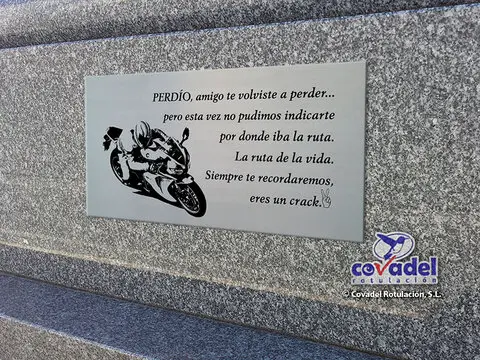 PERDÍO, amigo te volviste a perder...
pero esta vez no pudimos indicarte
por donde iba la ruta.
La ruta de la vida.
Siempre te recordaremos,
eres un crack.
covadel
rotulación
© Covadel Rotulación, S.L.